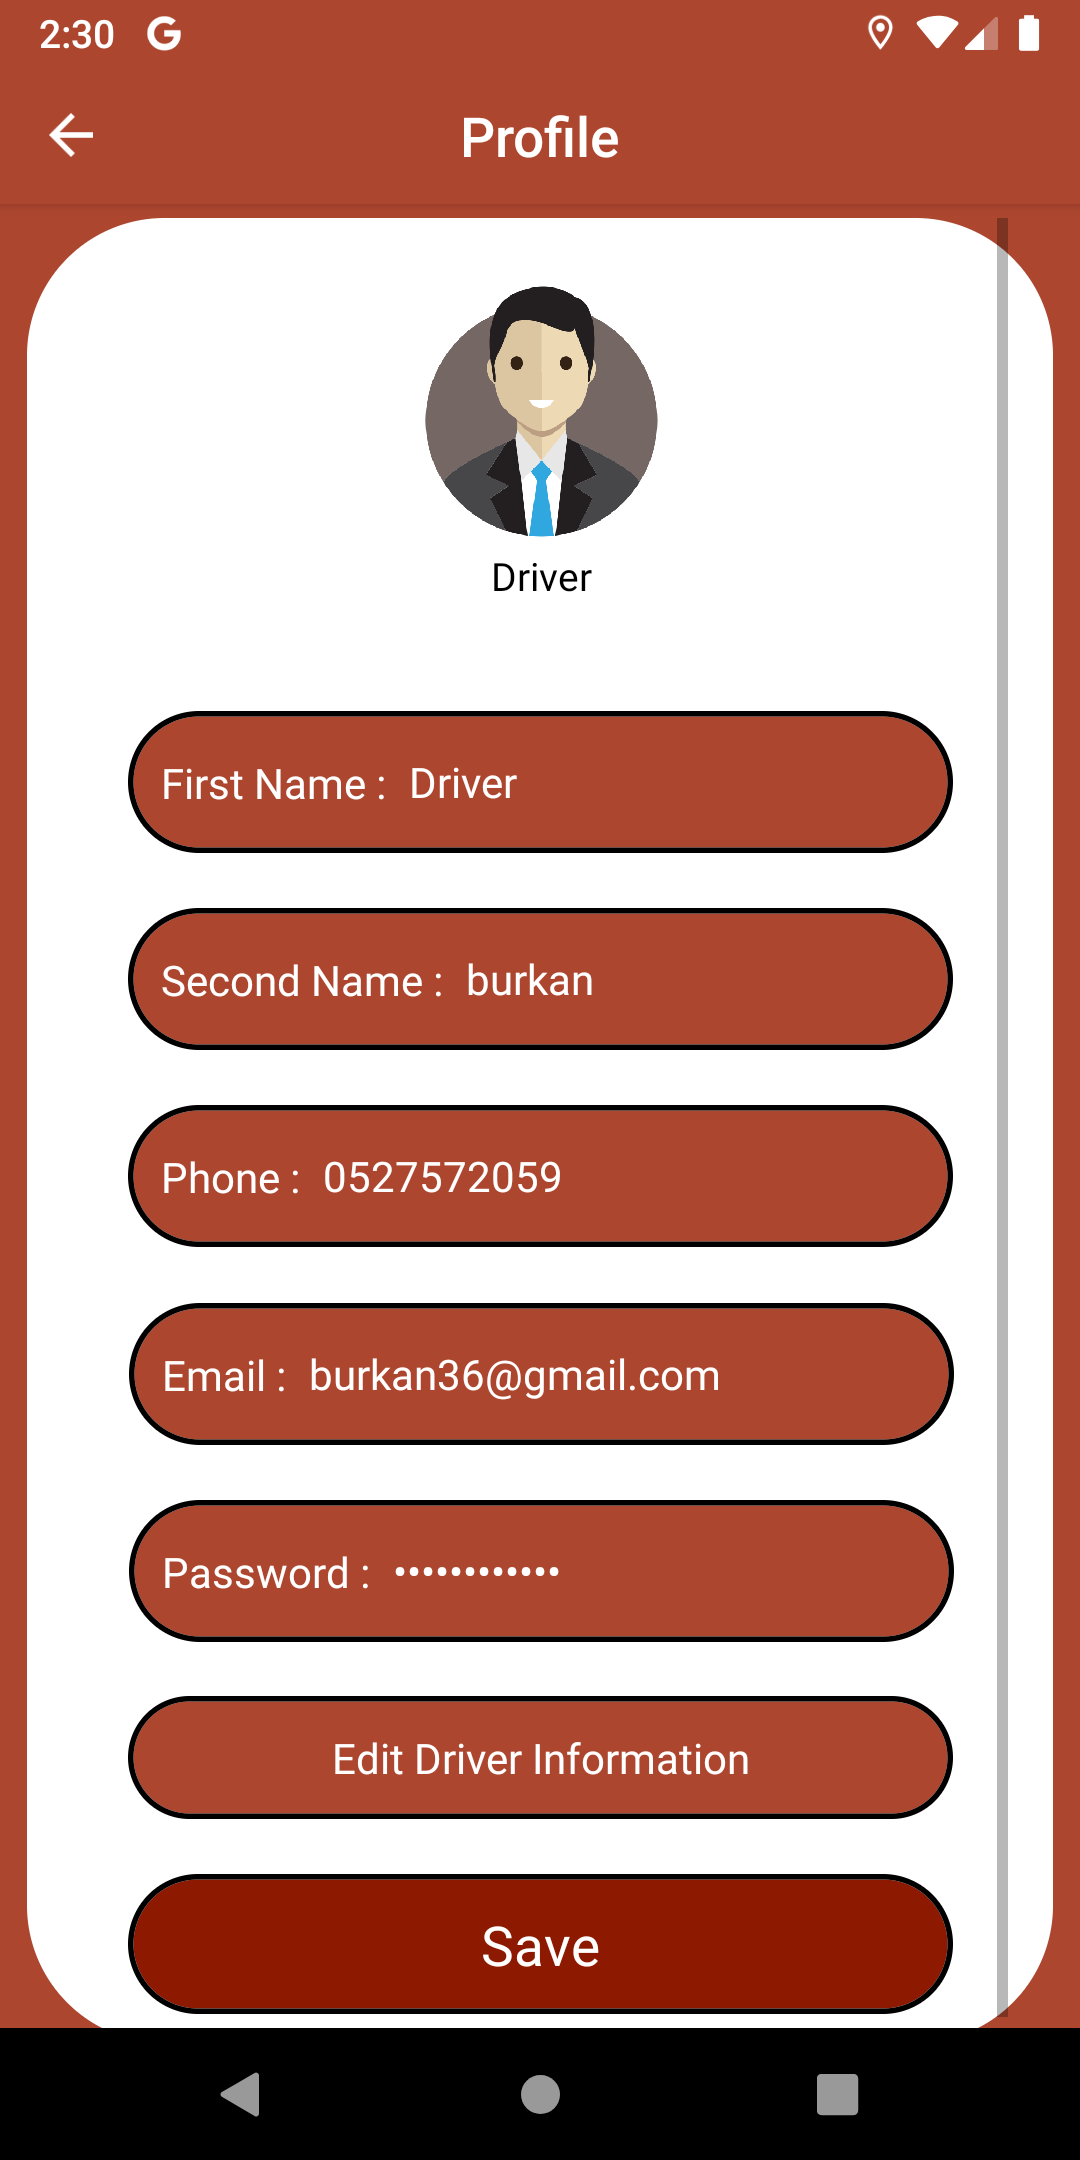 2:30 G
Profile
Driver
First Name : Driver
Second Name : burkan
Phone : 0527572059
Email : burkan36@gmail.com
Password : ••••••••••••
Edit Driver Information
Save